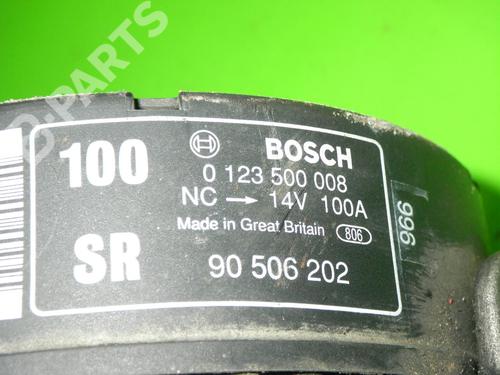 B-PARTS
100
BOSCH
0 123 500 008
NC → 14V 100A
Made in Great Britain 806
SR
90 506 202
966